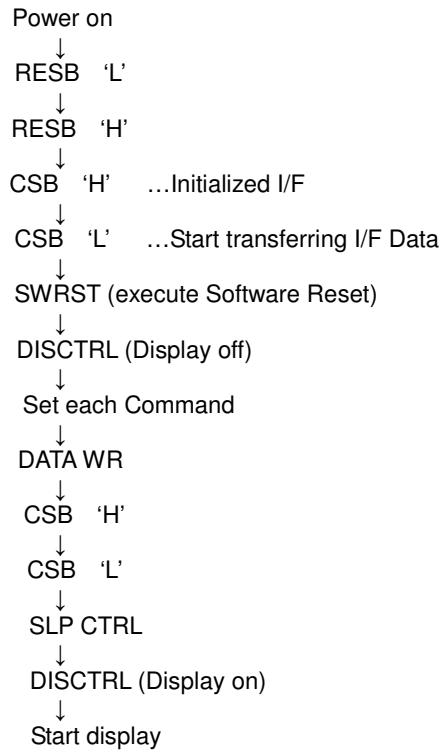 Power on
↓
RESB ‘L’
↓
RESB ‘H’
↓
CSB ‘H’ …Initialized I/F
↓
CSB ‘L’ …Start transferring I/F Data
↓
SWRST (execute Software Reset)
↓
DISCTRL (Display off)
↓
Set each Command
↓
DATA WR
↓
CSB ‘H’
↓
CSB ‘L’
↓
SLP CTRL
↓
DISCTRL (Display on)
↓
Start display